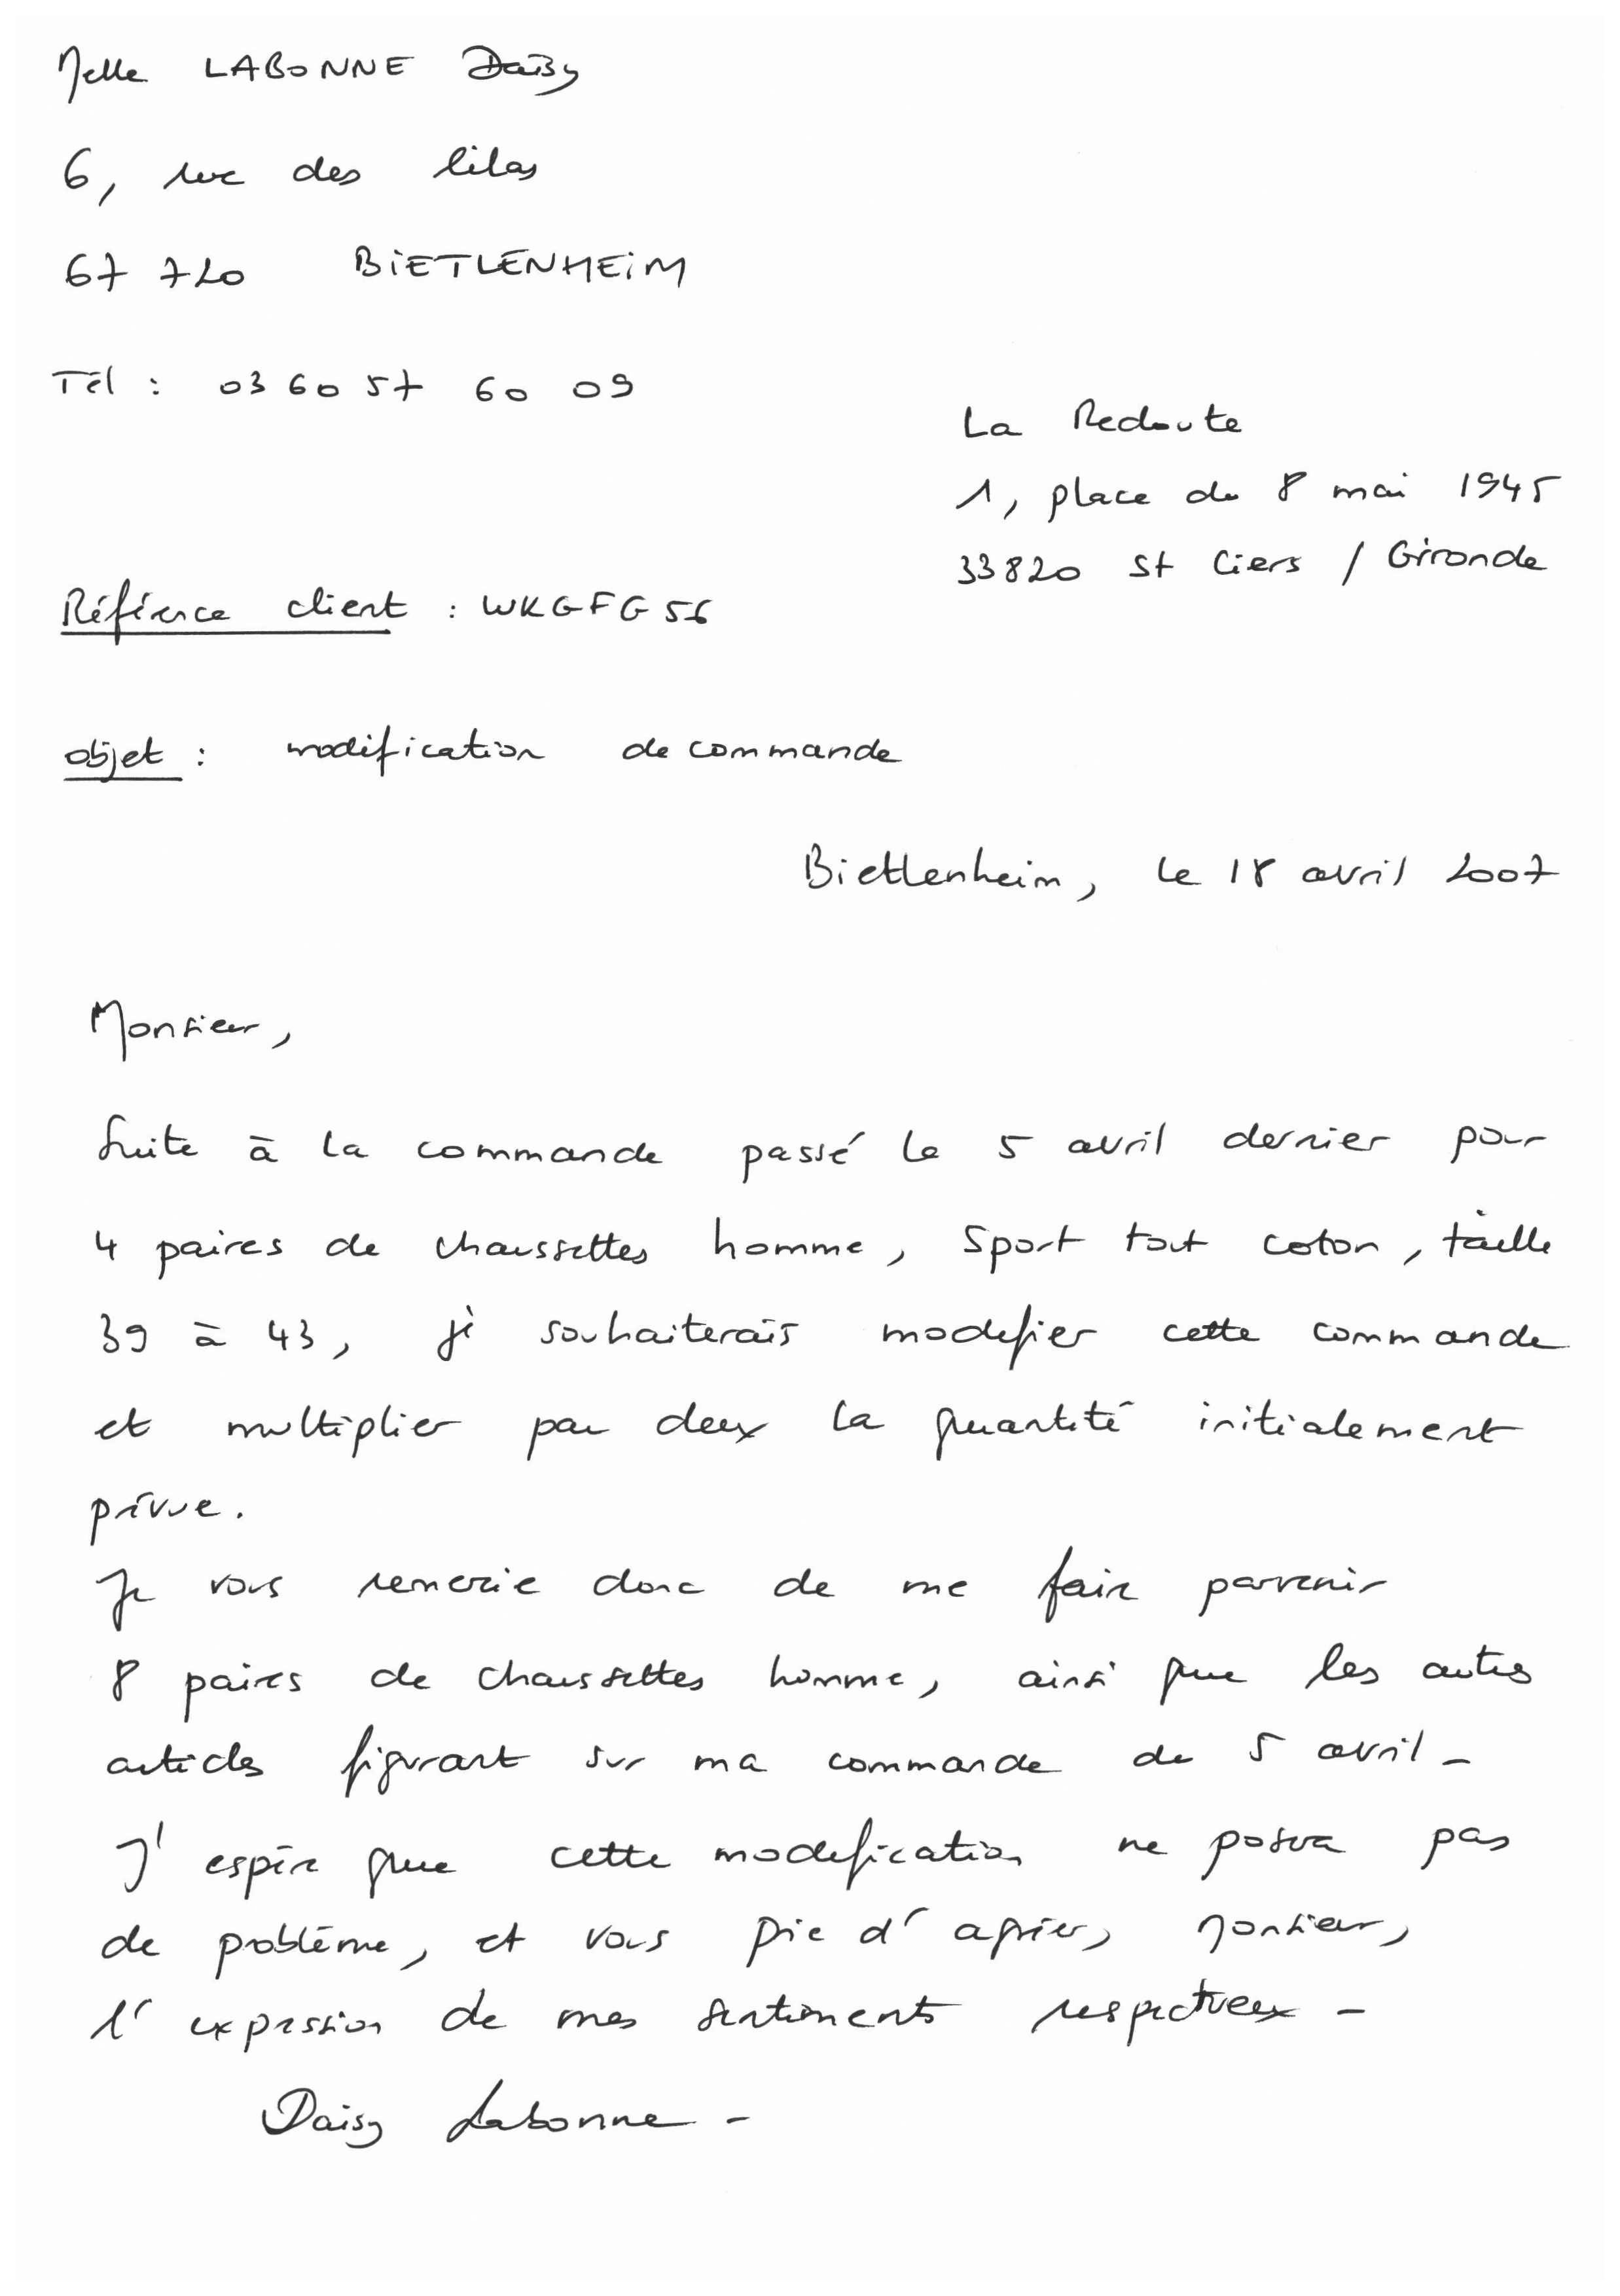 Melle LABONNE Daisy
6, rue des lilas
67 720 BIETLENHEIM
Tél : 03 60 57 60 09
La Redoute
1, place du 8 mai 1945
33820 St Ciers / Gironde
Référence client : WKGFG56
objet : modification de commande
Bietlenheim, le 18 avril 2007
Monsieur,
Suite à la commande passé le 5 avril dernier pour
4 paires de chaussettes homme, Sport tout coton, taille
39 à 43, je souhaiterais modifier cette commande
et multiplier par deux la quantité initialement
prévue.
Je vous remercie donc de me faire parvenir
8 paires de chaussettes homme, ainsi que les autres
articles figurant sur ma commande du 5 avril -
J'espère que cette modification ne posera pas
de problème, et vous prie d'agréer, Monsieur,
l'expression de mes sentiments respectueux -
Daisy Labonne -